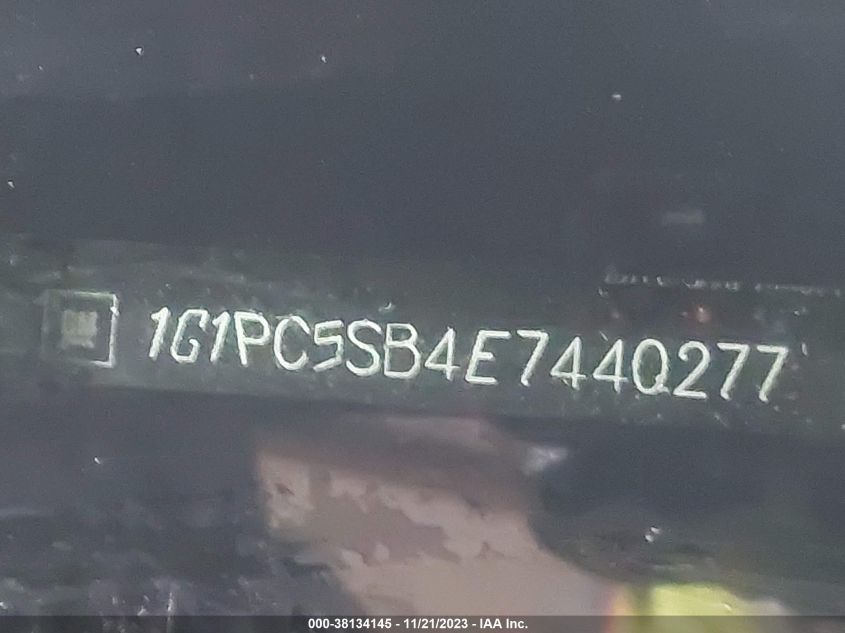 1G1PC5SB4E7440277
000-38134145 - 11/21/2023 - IAA Inc.